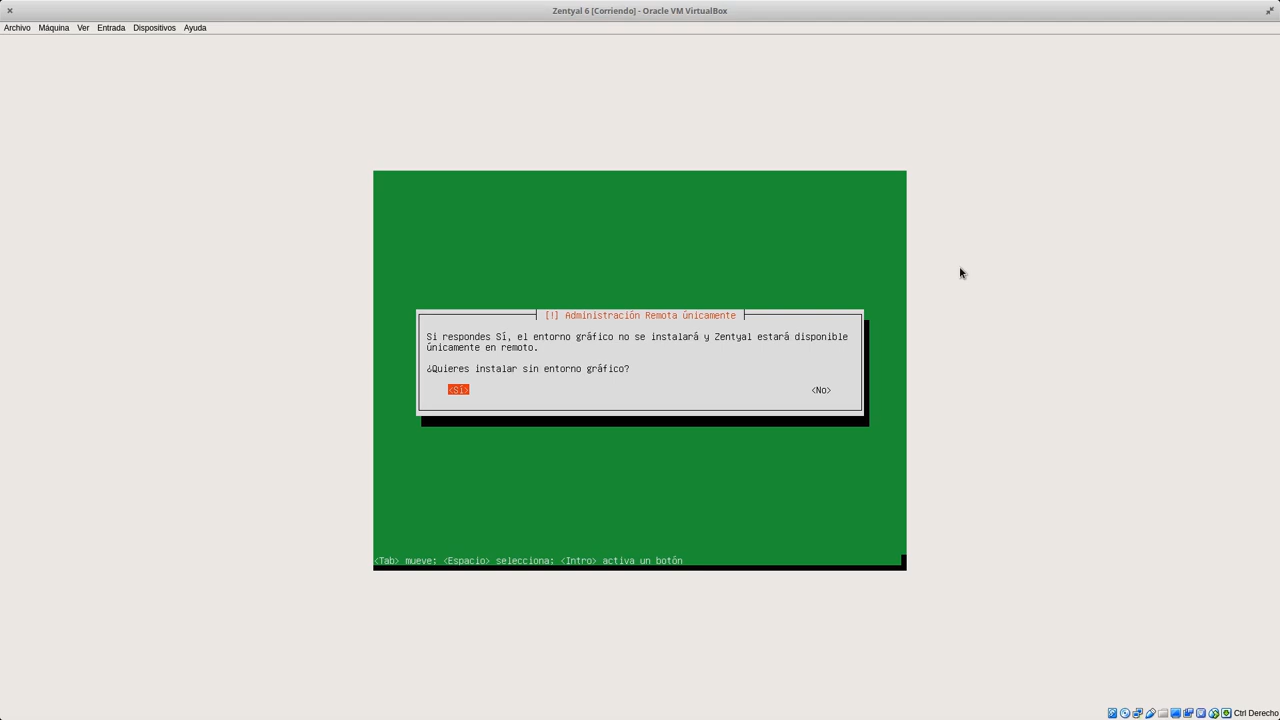 Zentyal 6 [Corriendo] - Oracle VM VirtualBox
Archivo Máquina Ver Entrada Dispositivos Ayuda
[!] Administración Remota únicamente
Si respondes Sí, el entorno gráfico no se instalará y Zentyal estará disponible
únicamente en remoto.
¿Quieres instalar sin entorno gráfico?
<Sí> <No>
<Tab> mueve; <Espacio> selecciona; <Intro> activa un botón
Ctrl Derecho